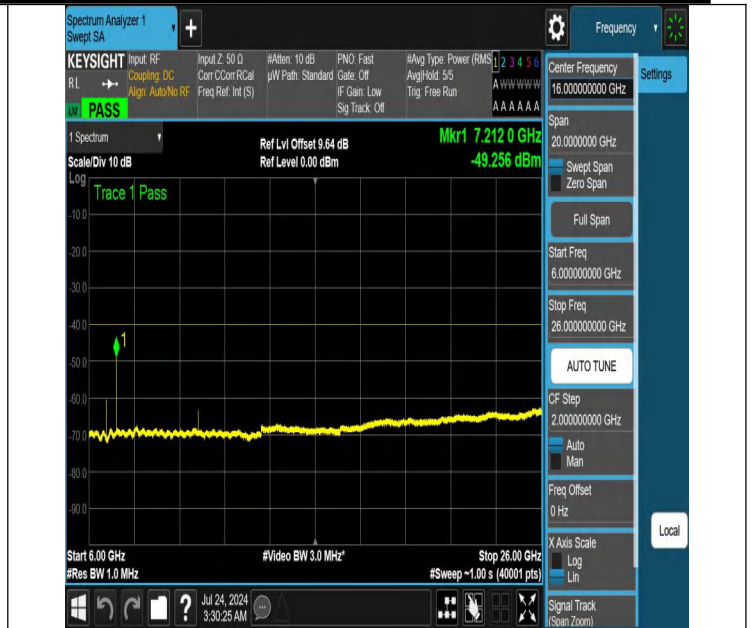 Spectrum Analyzer 1
Swept SA
Frequency
KEYSIGHT
RL
PASS
Input: RF
Coupling: DC
Align: Auto/No RF
Input Z: 50 Ω
Corr CCorr RCal
Freq Ref: Int (S)
#Atten: 10 dB
µW Path: Standard
PNO: Fast
Gate: Off
IF Gain: Low
Sig Track: Off
#Avg Type: Power (RMS
Avg|Hold: 5/5
Trig: Free Run
1 2 3 4 5 6
A W W W W W
A A A A A A
1 Spectrum
Scale/Div 10 dB
Ref Lvl Offset 9.64 dB
Ref Level 0.00 dBm
Mkr1 7.212 0 GHz
-49.256 dBm
Log
Trace 1 Pass
1
-10.0
-20.0
-30.0
-40.0
-50.0
-60.0
-70.0
-80.0
-90.0
Start 6.00 GHz
#Res BW 1.0 MHz
#Video BW 3.0 MHz*
Stop 26.00 GHz
#Sweep ~1.00 s (40001 pts)
Jul 24, 2024
3:30:25 AM
?
Center Frequency
16.00000000 GHz
Settings
Span
20.0000000 GHz
Swept Span
Zero Span
Full Span
Start Freq
6.000000000 GHz
Stop Freq
26.000000000 GHz
AUTO TUNE
CF Step
2.000000000 GHz
Auto
Man
Freq Offset
0 Hz
X Axis Scale
Log
Lin
Local
Signal Track
(Span Zoom)